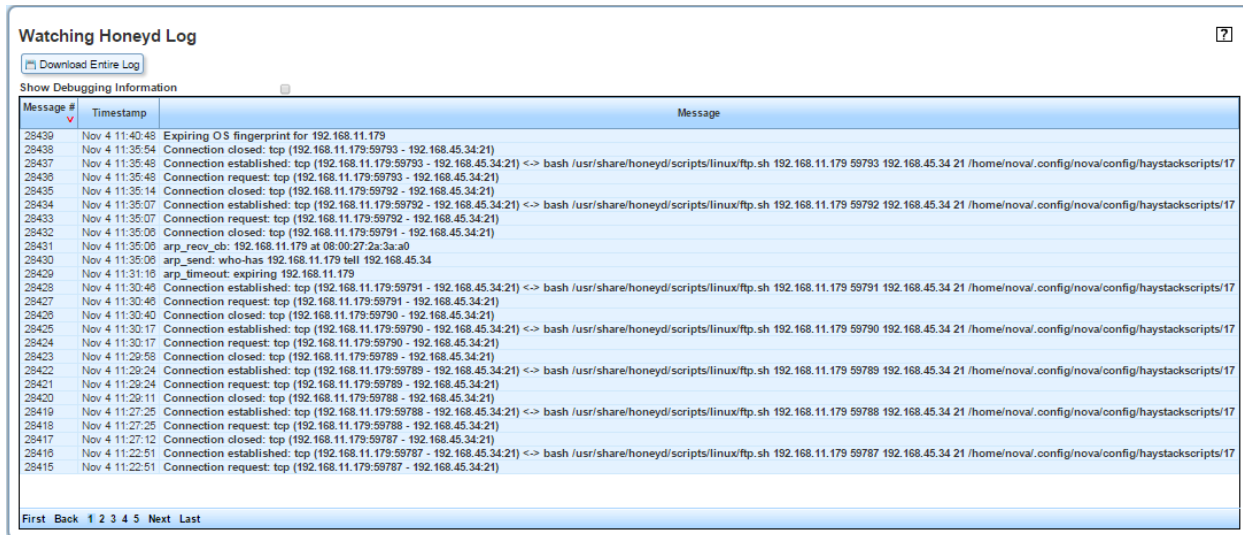 Watching Honeyd Log
?
Download Entire Log
Show Debugging Information
Message # Timestamp Message
28439 Nov 4 11:40:48 Expiring OS fingerprint for 192.168.11.179
28438 Nov 4 11:35:54 Connection closed: tcp (192.168.11.179:59793 - 192.168.45.34:21)
28437 Nov 4 11:35:48 Connection established: tcp (192.168.11.179:59793 - 192.168.45.34:21) <-> bash /usr/share/honeyd/scripts/linux/ftp.sh 192.168.11.179 59793 192.168.45.34 21 /home/nova/.config/nova/config/haystackscripts/17
28436 Nov 4 11:35:48 Connection request: tcp (192.168.11.179:59793 - 192.168.45.34:21)
28435 Nov 4 11:35:14 Connection closed: tcp (192.168.11.179:59792 - 192.168.45.34:21)
28434 Nov 4 11:35:07 Connection established: tcp (192.168.11.179:59792 - 192.168.45.34:21) <-> bash /usr/share/honeyd/scripts/linux/ftp.sh 192.168.11.179 59792 192.168.45.34 21 /home/nova/.config/nova/config/haystackscripts/17
28433 Nov 4 11:35:07 Connection request: tcp (192.168.11.179:59792 - 192.168.45.34:21)
28432 Nov 4 11:35:06 Connection closed: tcp (192.168.11.179:59791 - 192.168.45.34:21)
28431 Nov 4 11:35:06 arp_recv_cb: 192.168.11.179 at 08:00:27:2a:3a:a0
28430 Nov 4 11:35:06 arp_send: who-has 192.168.11.179 tell 192.168.45.34
28429 Nov 4 11:31:16 arp_timeout: expiring 192.168.11.179
28428 Nov 4 11:30:46 Connection established: tcp (192.168.11.179:59791 - 192.168.45.34:21) <-> bash /usr/share/honeyd/scripts/linux/ftp.sh 192.168.11.179 59791 192.168.45.34 21 /home/nova/.config/nova/config/haystackscripts/17
28427 Nov 4 11:30:46 Connection request: tcp (192.168.11.179:59791 - 192.168.45.34:21)
28426 Nov 4 11:30:40 Connection closed: tcp (192.168.11.179:59790 - 192.168.45.34:21)
28425 Nov 4 11:30:17 Connection established: tcp (192.168.11.179:59790 - 192.168.45.34:21) <-> bash /usr/share/honeyd/scripts/linux/ftp.sh 192.168.11.179 59790 192.168.45.34 21 /home/nova/.config/nova/config/haystackscripts/17
28424 Nov 4 11:30:17 Connection request: tcp (192.168.11.179:59790 - 192.168.45.34:21)
28423 Nov 4 11:29:58 Connection closed: tcp (192.168.11.179:59789 - 192.168.45.34:21)
28422 Nov 4 11:29:24 Connection established: tcp (192.168.11.179:59789 - 192.168.45.34:21) <-> bash /usr/share/honeyd/scripts/linux/ftp.sh 192.168.11.179 59789 192.168.45.34 21 /home/nova/.config/nova/config/haystackscripts/17
28421 Nov 4 11:29:24 Connection request: tcp (192.168.11.179:59789 - 192.168.45.34:21)
28420 Nov 4 11:29:11 Connection closed: tcp (192.168.11.179:59788 - 192.168.45.34:21)
28419 Nov 4 11:27:25 Connection established: tcp (192.168.11.179:59788 - 192.168.45.34:21) <-> bash /usr/share/honeyd/scripts/linux/ftp.sh 192.168.11.179 59788 192.168.45.34 21 /home/nova/.config/nova/config/haystackscripts/17
28418 Nov 4 11:27:25 Connection request: tcp (192.168.11.179:59788 - 192.168.45.34:21)
28417 Nov 4 11:27:12 Connection closed: tcp (192.168.11.179:59787 - 192.168.45.34:21)
28416 Nov 4 11:22:51 Connection established: tcp (192.168.11.179:59787 - 192.168.45.34:21) <-> bash /usr/share/honeyd/scripts/linux/ftp.sh 192.168.11.179 59787 192.168.45.34 21 /home/nova/.config/nova/config/haystackscripts/17
28415 Nov 4 11:22:51 Connection request: tcp (192.168.11.179:59787 - 192.168.45.34:21)
First Back 1 2 3 4 5 Next Last